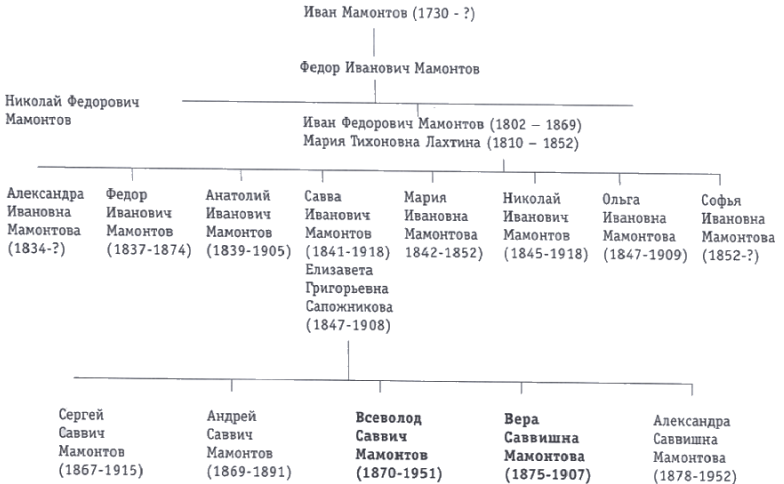 Иван Мамонтов (1730 - ?)
Федор Иванович Мамонтов
Николай Федорович
Мамонтов
Иван Федорович Мамонтов (1802 – 1869)
Мария Тихоновна Лахтина (1810 – 1852)
Александра
Ивановна
Мамонтова
(1834-?)
Федор
Иванович
Мамонтов
(1837-1874)
Анатолий
Иванович
Мамонтов
(1839-1905)
Савва
Иванович
Мамонтов
(1841-1918)
Елизавета
Григорьевна
Сапожникова
(1847-1908)
Мария
Ивановна
Мамонтова
1842-1852)
Николай
Иванович
Мамонтов
(1845-1918)
Ольга
Ивановна
Мамонтова
(1847-1909)
Софья
Ивановна
Мамонтова
(1852-?)
Сергей
Саввич
Мамонтов
(1867-1915)
Андрей
Саввич
Мамонтов
(1869-1891)
Всеволод
Саввич
Мамонтов
(1870-1951)
Вера
Саввишна
Мамонтова
(1875-1907)
Александра
Саввишна
Мамонтова
(1878-1952)